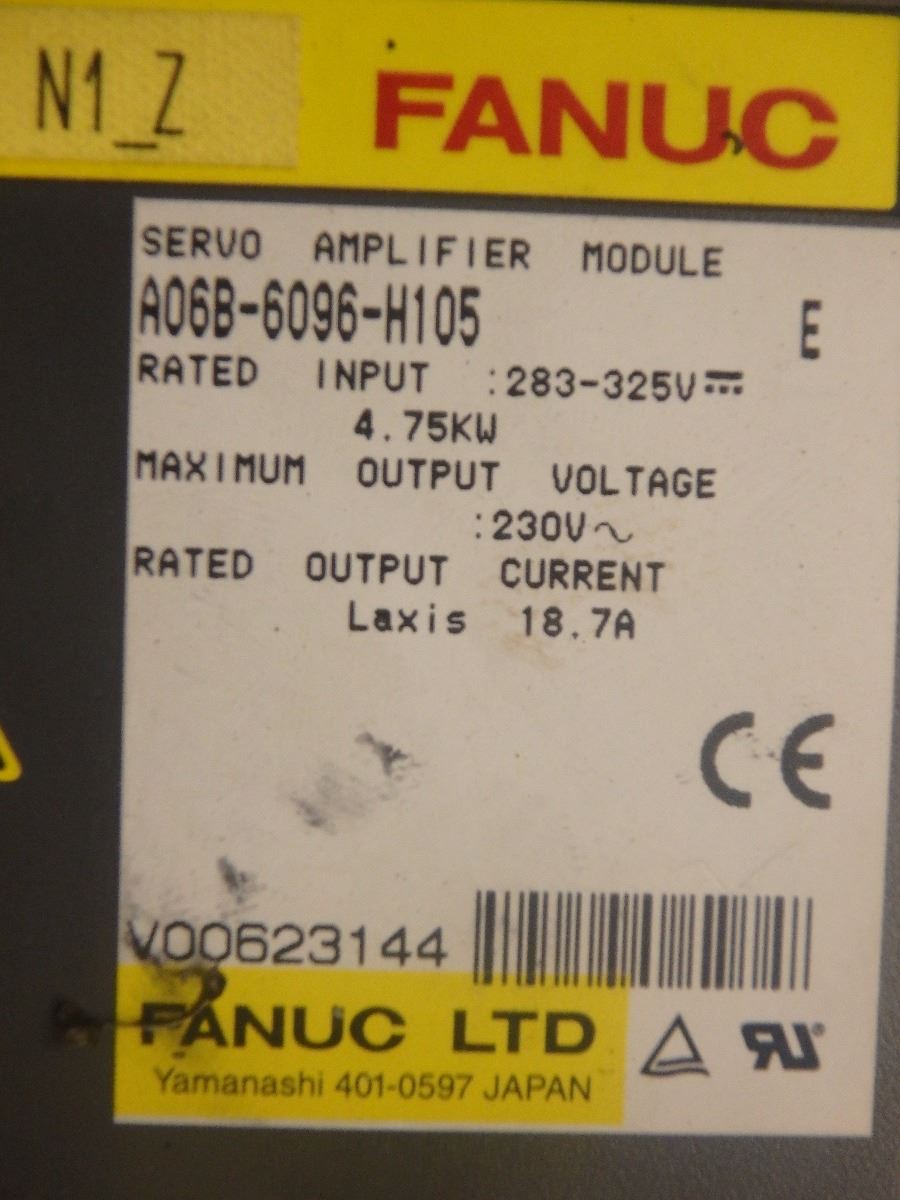 N1_Z
FANUC
SERVO AMPLIFIER MODULE
A06B-6096-H105 E
RATED INPUT :283-325V⎓
4.75KW
MAXIMUM OUTPUT VOLTAGE
:230V~
RATED OUTPUT CURRENT
Laxis 18.7A
CE
V00623144
FANUC LTD
Yamanashi 401-0597 JAPAN